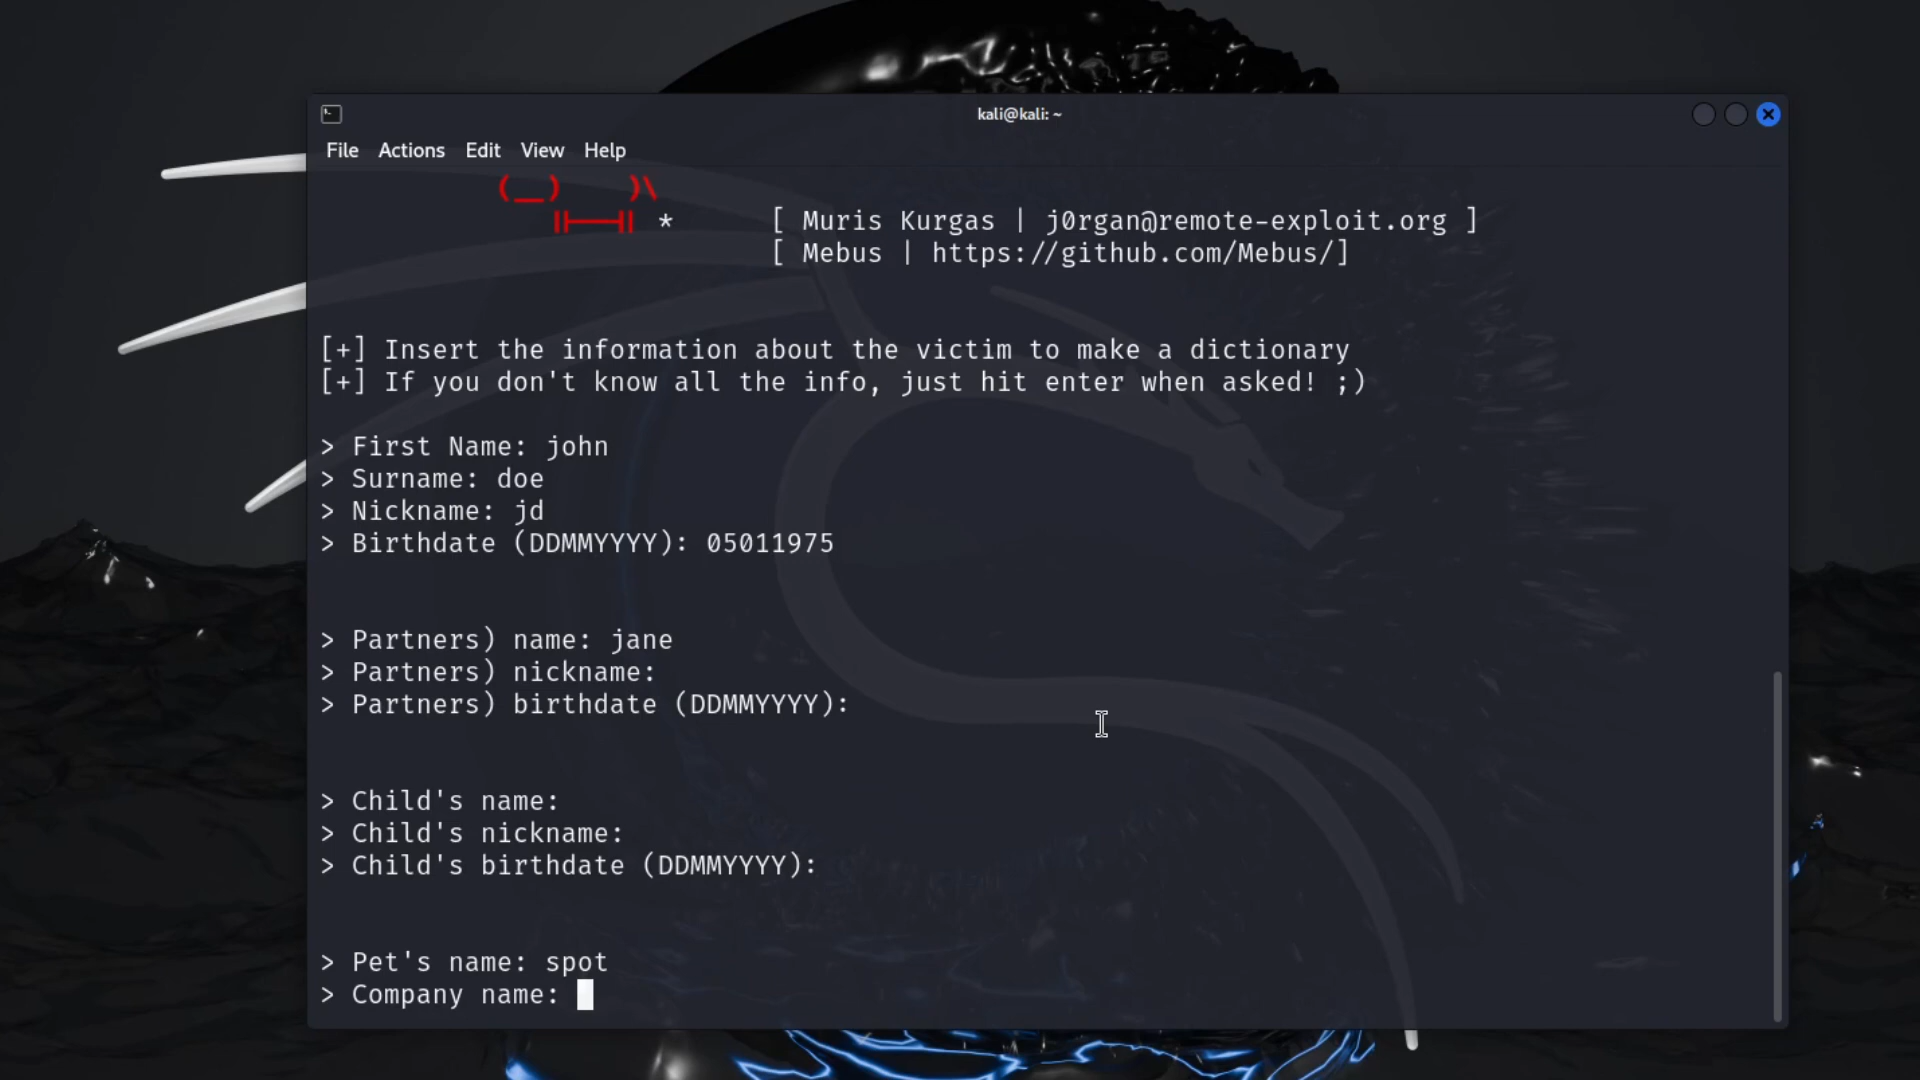 kali@kali: ~
File Actions Edit View Help
(__) )\
||--|| * [ Muris Kurgas | j0rgan@remote-exploit.org ]
[ Mebus | https://github.com/Mebus/]
[+] Insert the information about the victim to make a dictionary
[+] If you don't know all the info, just hit enter when asked! ;)
> First Name: john
> Surname: doe
> Nickname: jd
> Birthdate (DDMMYYYY): 05011975
> Partners) name: jane
> Partners) nickname:
> Partners) birthdate (DDMMYYYY):
> Child's name:
> Child's nickname:
> Child's birthdate (DDMMYYYY):
> Pet's name: spot
> Company name: